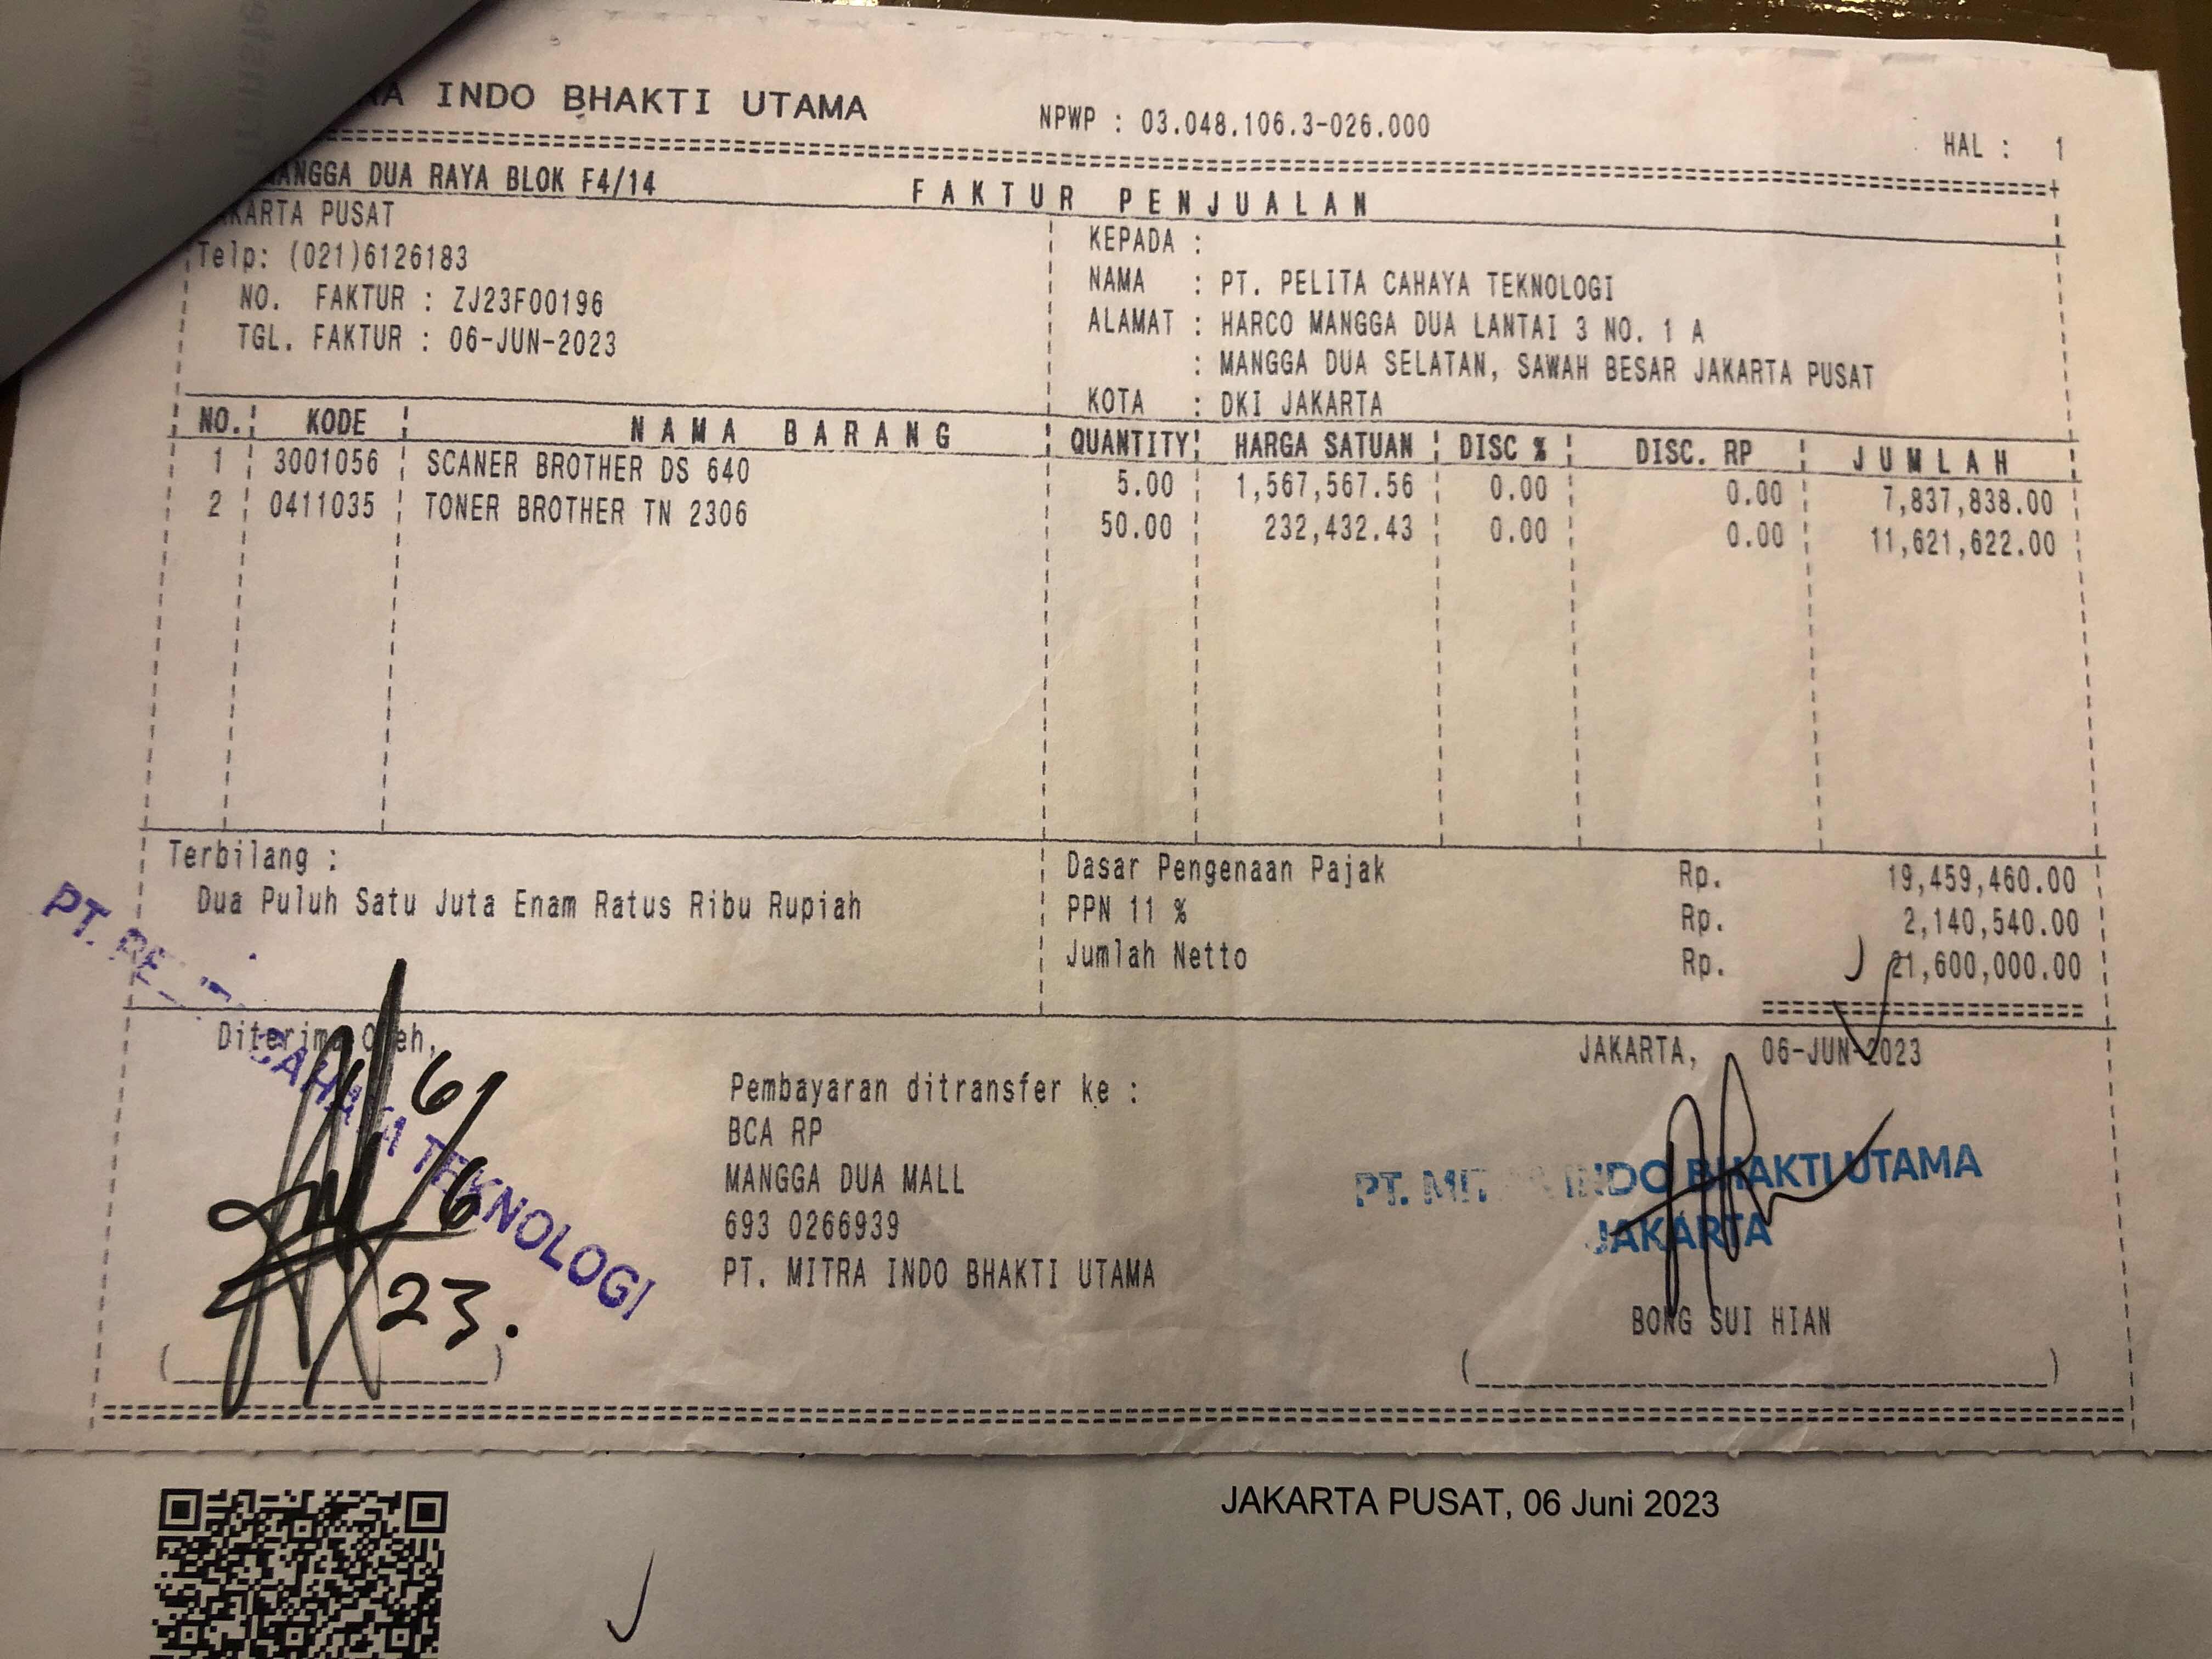 INDO BHAKTI UTAMA
NPWP : 03.048.106.3-026.000
HAL : 1
MANGGA DUA RAYA BLOK F4/14
FAKTUR PENJUALAN
JAKARTA PUSAT
Telp: (021)6126183
NO. FAKTUR : ZJ23F00196
TGL. FAKTUR : 06-JUN-2023
KEPADA :
NAMA : PT. PELITA CAHAYA TEKNOLOGI
ALAMAT : HARCO MANGGA DUA LANTAI 3 NO. 1 A
: MANGGA DUA SELATAN, SAWAH BESAR JAKARTA PUSAT
KOTA : DKI JAKARTA
NO. KODE NAMA BARANG QUANTITY HARGA SATUAN DISC % DISC. RP JUMLAH
1 3001056 SCANER BROTHER DS 640 5.00 1,567,567.56 0.00 0.00 7,837,838.00
2 0411035 TONER BROTHER TN 2306 50.00 232,432.43 0.00 0.00 11,621,622.00
Terbilang :
Dua Puluh Satu Juta Enam Ratus Ribu Rupiah
Dasar Pengenaan Pajak Rp. 19,459,460.00
PPN 11 % Rp. 2,140,540.00
Jumlah Netto Rp. 21,600,000.00
Diterima Oleh,
PT. CAHAYA TEKNOLOGI
6/6
23.
Pembayaran ditransfer ke :
BCA RP
MANGGA DUA MALL
693 0266939
PT. MITRA INDO BHAKTI UTAMA
JAKARTA, 06-JUN-2023
PT. MITRA INDO BHAKTI UTAMA
JAKARTA
BONG SUI HIAN
JAKARTA PUSAT, 06 Juni 2023